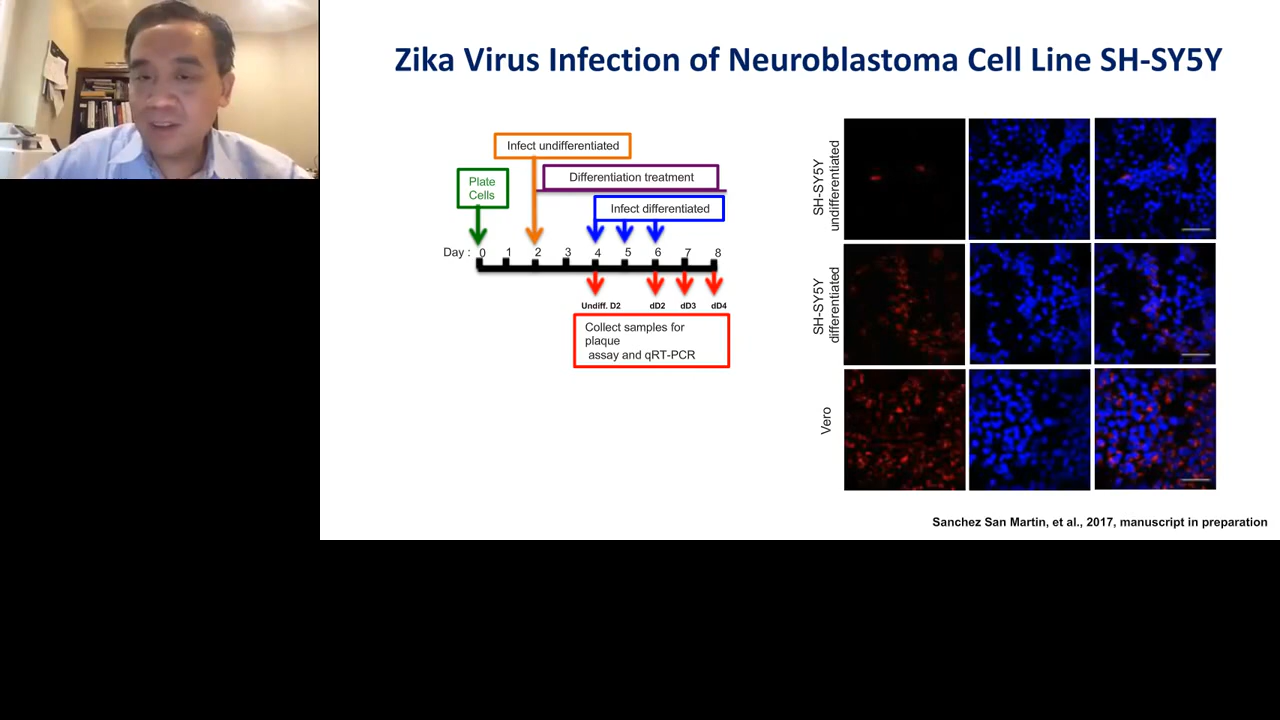 Zika Virus Infection of Neuroblastoma Cell Line SH-SY5Y
Infect undifferentiated
Plate
Cells
Differentiation treatment
Infect differentiated
Day : 0 1 2 3 4 5 6 7 8
Undiff. D2 dD2 dD3 dD4
Collect samples for
plaque
assay and qRT-PCR
SH-SY5Y
undifferentiated
SH-SY5Y
differentiated
Vero
Sanchez San Martin, et al., 2017, manuscript in preparation